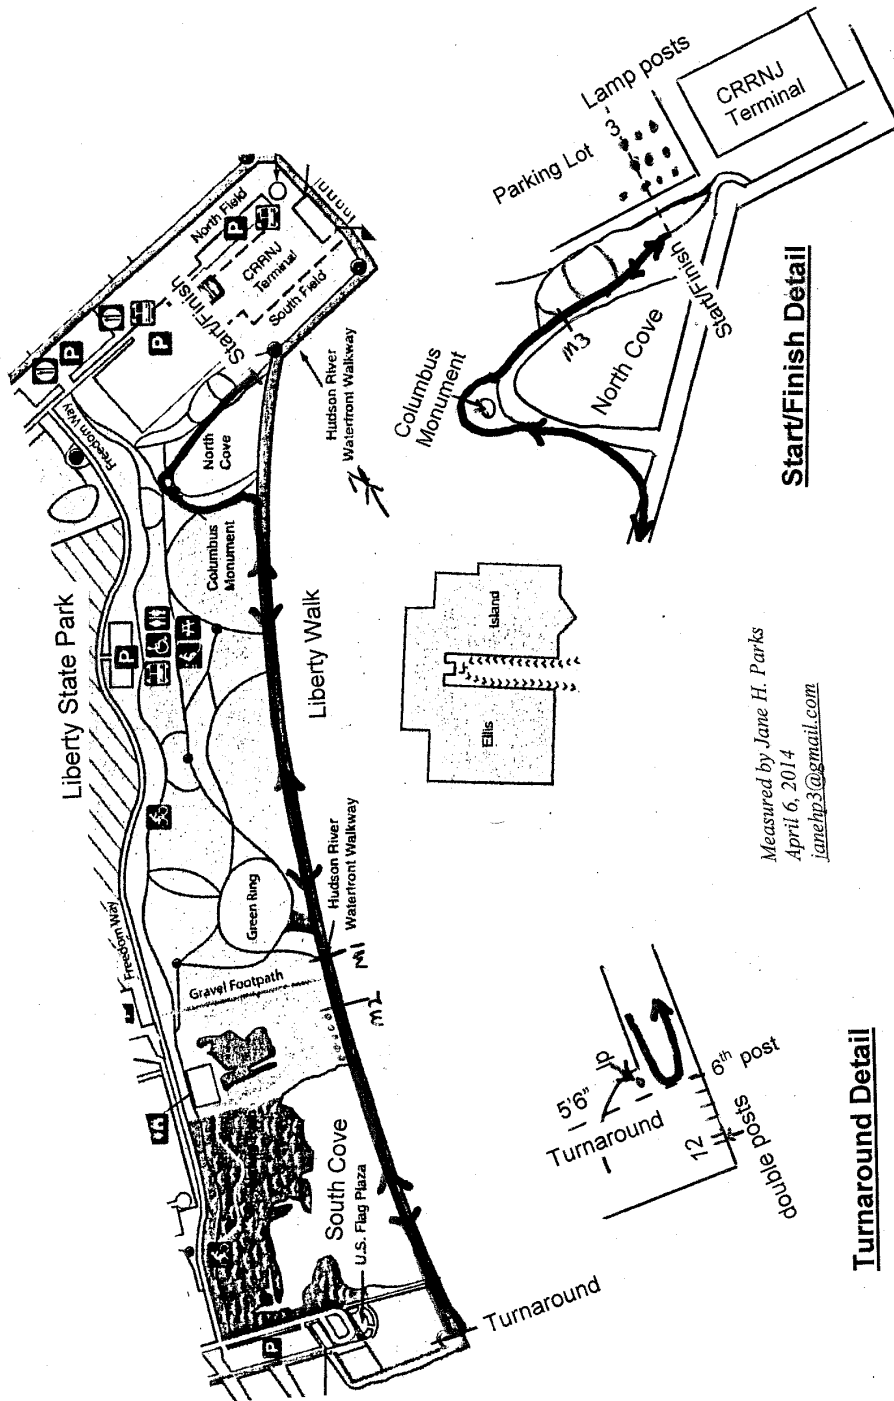 Liberty State Park
Freedom Way
North Field
P
P
P
P
Start/Finish
CRRNJ
Terminal
South Field
Hudson River
Waterfront Walkway
North
Cove
Columbus
Monument
Liberty Walk
P
Freedom Way
Green Ring
Hudson River
Waterfront Walkway
M1
Gravel Footpath
M2
South Cove
U.S. Flag Plaza
P
Turnaround
Ellis
Island
Lamp posts
3
Parking Lot
CRRNJ
Terminal
Columbus
Monument
M3
North Cove
Start/Finish
Start/Finish Detail
Measured by Jane H. Parks
April 6, 2014
janehp3@gmail.com
5'6"
lp
Turnaround
6th post
12
double posts
Turnaround Detail